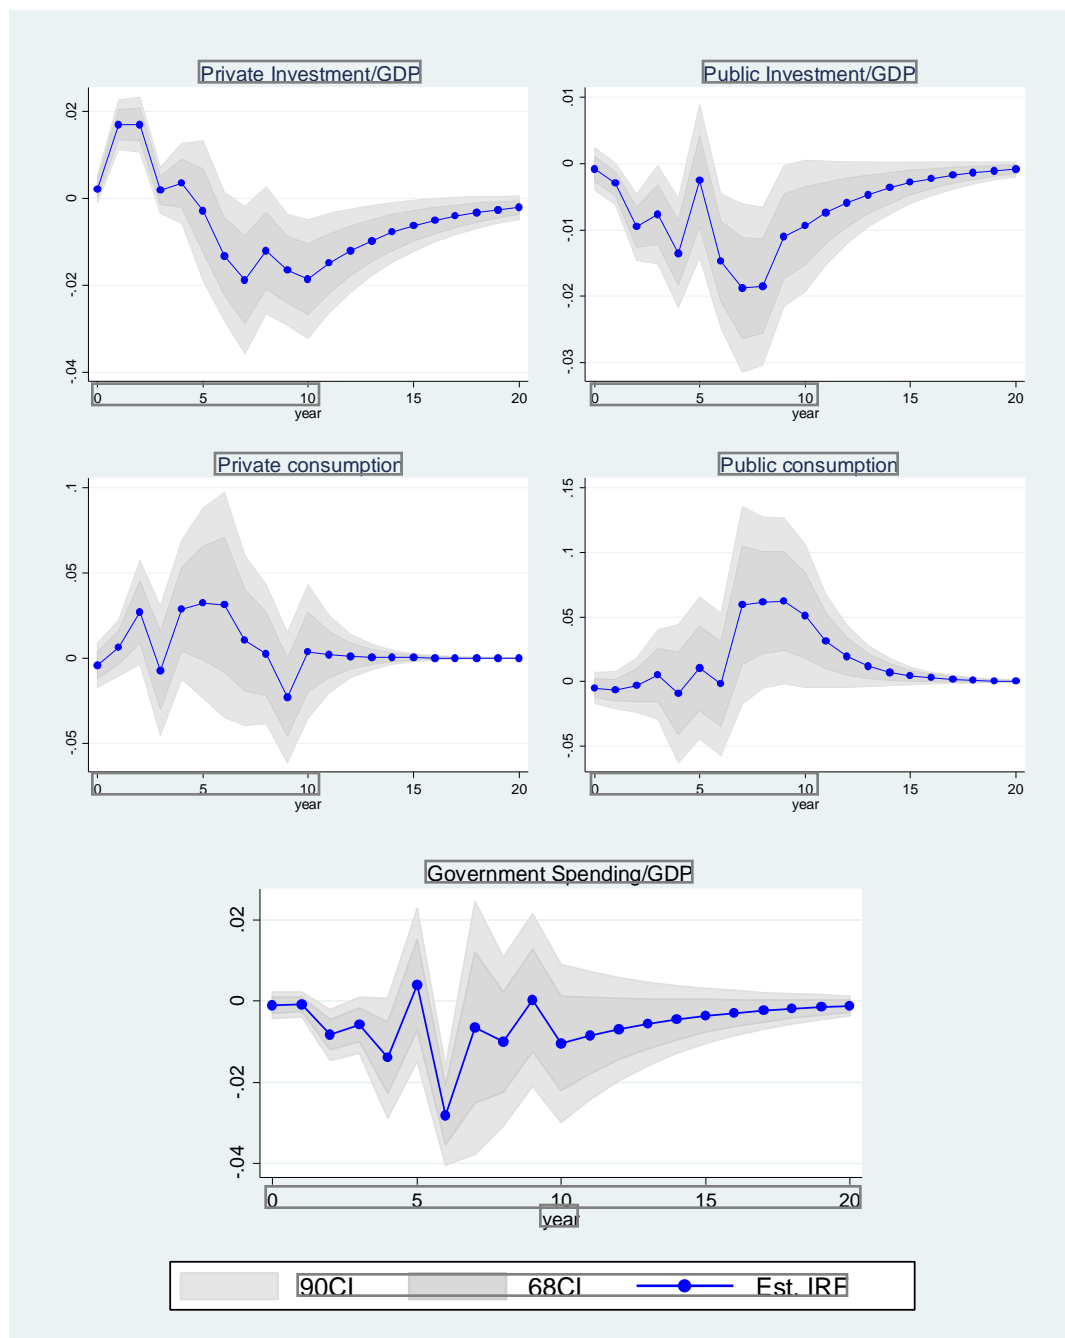 Private Investment/GDP
Public Investment/GDP
.02
0
-.02
-.04
0 5 10 15 20
year
.01
0
-.01
-.02
-.03
0 5 10 15 20
year
Private consumption
Public consumption
.1
.05
0
-.05
0 5 10 15 20
year
.15
.1
.05
0
-.05
0 5 10 15 20
year
Government Spending/GDP
.02
0
-.02
-.04
0 5 10 15 20
year
90CI 68CI Est. IRF